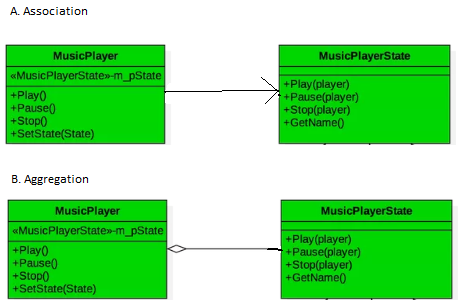 A. Association
MusicPlayer
«MusicPlayerState»-m_pState
+Play()
+Pause()
+Stop()
+SetState(State)
MusicPlayerState
+Play(player)
+Pause(player)
+Stop(player)
+GetName()
B. Aggregation
MusicPlayer
«MusicPlayerState»-m_pState
+Play()
+Pause()
+Stop()
+SetState(State)
MusicPlayerState
+Play(player)
+Pause(player)
+Stop(player)
+GetName()